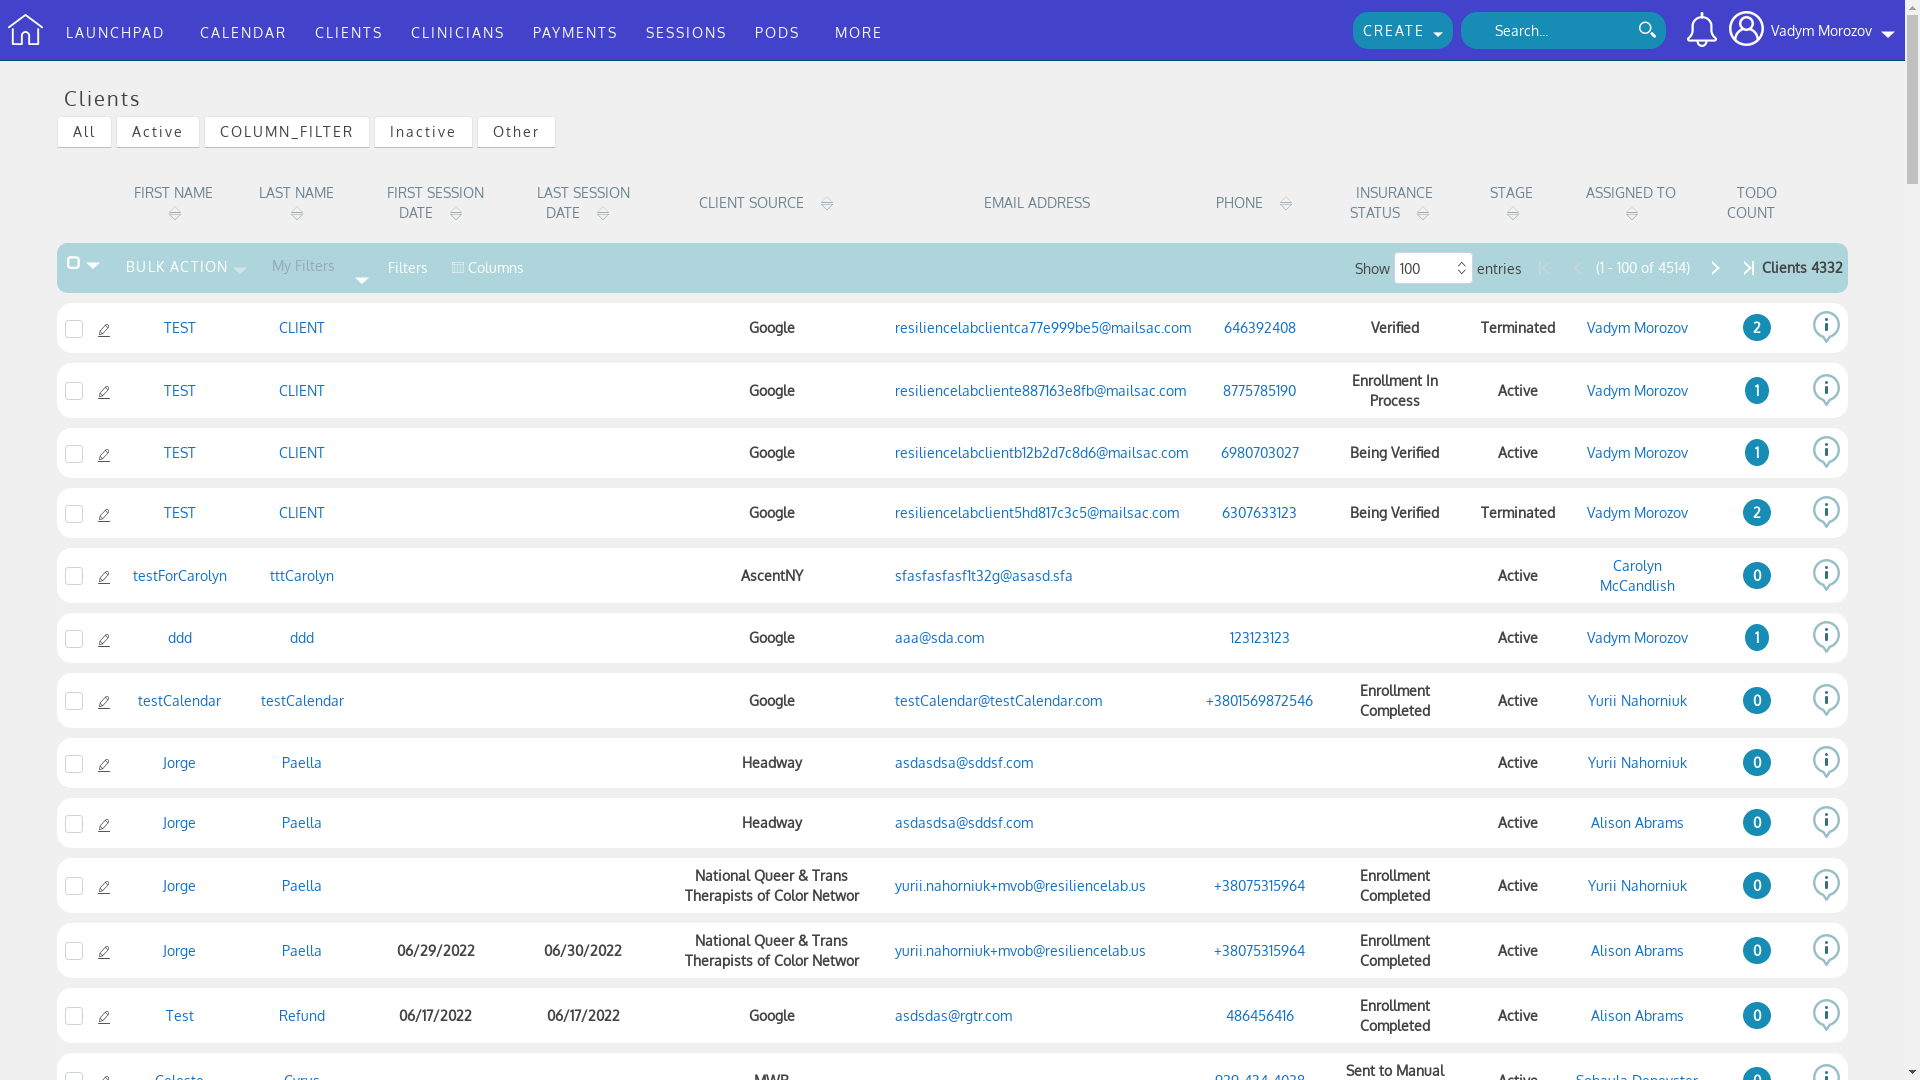 LAUNCHPAD CALENDAR CLIENTS CLINICIANS PAYMENTS SESSIONS PODS MORE CREATE Search... Vadym Morozov
Clients
All Active COLUMN_FILTER Inactive Other
FIRST NAME LAST NAME FIRST SESSION DATE LAST SESSION DATE CLIENT SOURCE EMAIL ADDRESS PHONE INSURANCE STATUS STAGE ASSIGNED TO TODO COUNT
BULK ACTION My Filters Filters Columns Show 100 entries (1 - 100 of 4514) Clients 4332
TEST CLIENT Google resiliencelabclientca77e999be5@mailsac.com 646392408 Verified Terminated Vadym Morozov 2
TEST CLIENT Google resiliencelabcliente887163e8fb@mailsac.com 8775785190 Enrollment In Process Active Vadym Morozov 1
TEST CLIENT Google resiliencelabclientb12b2d7c8d6@mailsac.com 6980703027 Being Verified Active Vadym Morozov 1
TEST CLIENT Google resiliencelabclient5hd817c3c5@mailsac.com 6307633123 Being Verified Terminated Vadym Morozov 2
testForCarolyn tttCarolyn AscentNY sfasfasfasf1t32g@asasd.sfa Active Carolyn McCandlish 0
ddd ddd Google aaa@sda.com 123123123 Active Vadym Morozov 1
testCalendar testCalendar Google testCalendar@testCalendar.com +3801569872546 Enrollment Completed Active Yurii Nahorniuk 0
Jorge Paella Headway asdasdsa@sddsf.com Active Yurii Nahorniuk 0
Jorge Paella Headway asdasdsa@sddsf.com Active Alison Abrams 0
Jorge Paella National Queer & Trans Therapists of Color Networ yurii.nahorniuk+mvob@resiliencelab.us +38075315964 Enrollment Completed Active Yurii Nahorniuk 0
Jorge Paella 06/29/2022 06/30/2022 National Queer & Trans Therapists of Color Networ yurii.nahorniuk+mvob@resiliencelab.us +38075315964 Enrollment Completed Active Alison Abrams 0
Test Refund 06/17/2022 06/17/2022 Google asdsdas@rgtr.com 486456416 Enrollment Completed Active Alison Abrams 0
Celeste Cyrus MWB Sent to Manual Active